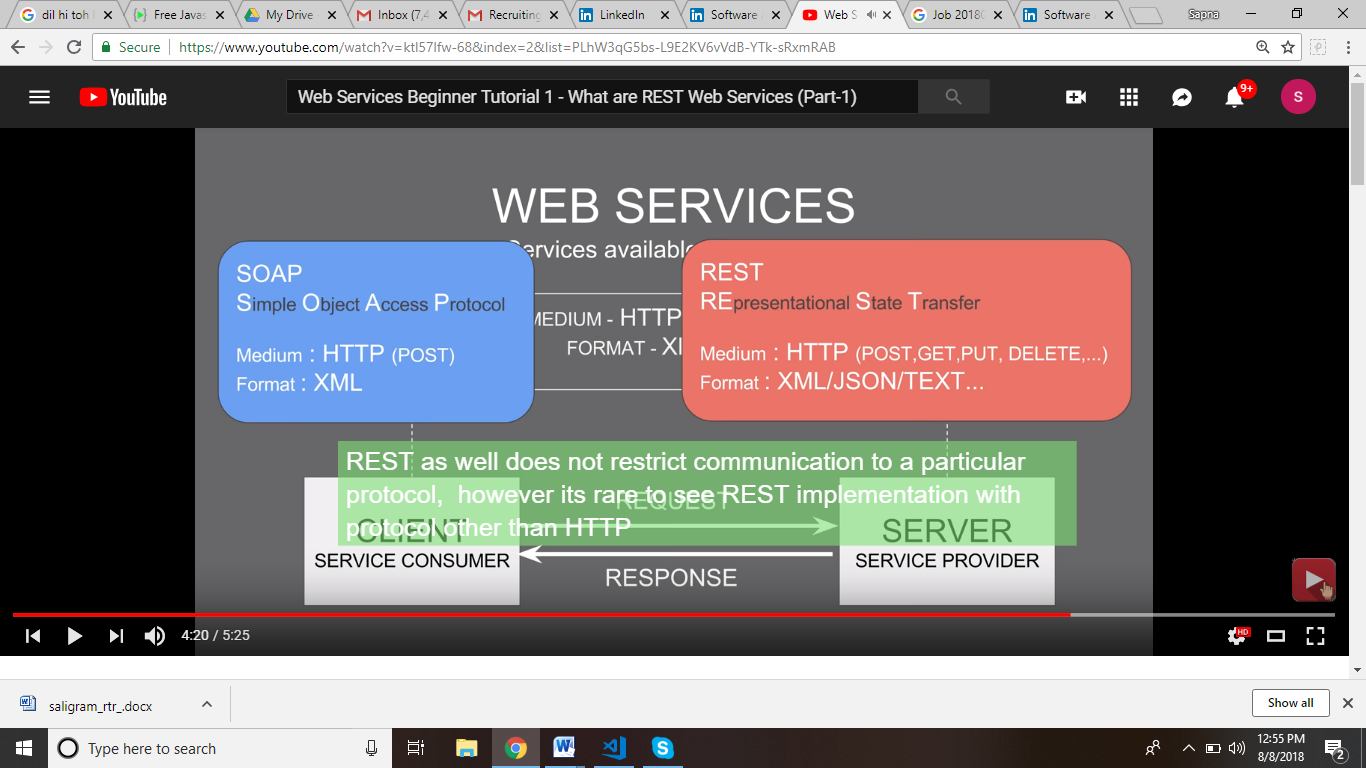 dil hi toh
Free Javas
My Drive
Inbox (7,4
Recruiting
LinkedIn
Software
Web S
Job 2018
Software
Sapna
Secure https://www.youtube.com/watch?v=ktl57Ifw-68&index=2&list=PLhW3qG5bs-L9E2KV6vVdB-YTk-sRxmRAB
YouTube
Web Services Beginner Tutorial 1 - What are REST Web Services (Part-1)
9+
S
WEB SERVICES
Services available
SOAP
Simple Object Access Protocol
Medium : HTTP (POST)
Format : XML
MEDIUM - HTTP
FORMAT -
REST
REpresentational State Transfer
Medium : HTTP (POST,GET,PUT, DELETE,...)
Format : XML/JSON/TEXT...
REST as well does not restrict communication to a particular
protocol, however its rare to see REST implementation with
protocol other than HTTP
REQUEST
CLIENT
SERVICE CONSUMER
SERVER
SERVICE PROVIDER
RESPONSE
4:20 / 5:25
HD
saligram_rtr_.docx
Show all
Type here to search
12:55 PM
8/8/2018
2